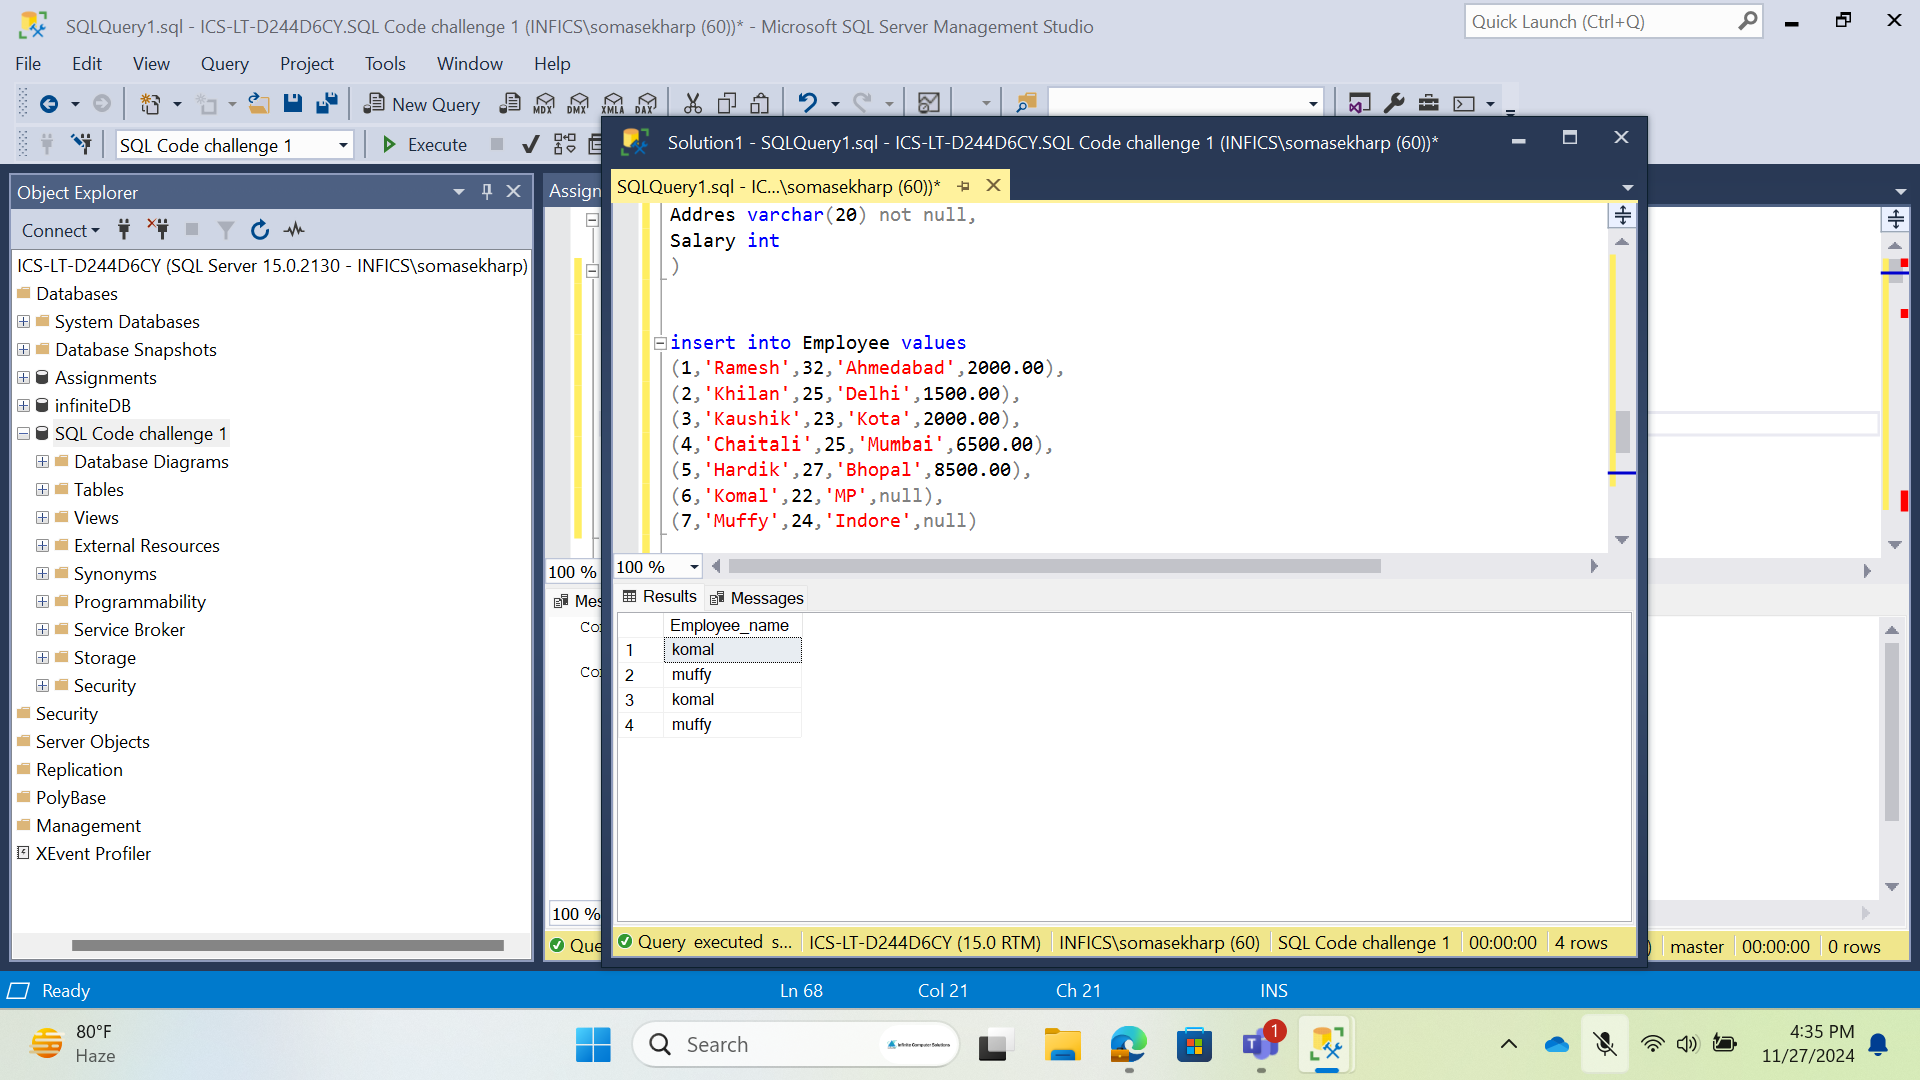 SQLQuery1.sql - ICS-LT-D244D6CY.SQL Code challenge 1 (INFICS\somasekharp (60))* - Microsoft SQL Server Management Studio
Quick Launch (Ctrl+Q)
File Edit View Query Project Tools Window Help
New Query MDX DMX XMLA DAX
SQL Code challenge 1 Execute
Solution1 - SQLQuery1.sql - ICS-LT-D244D6CY.SQL Code challenge 1 (INFICS\somasekharp (60))*
Object Explorer
Assign
SQLQuery1.sql - IC...\somasekharp (60))*
Connect
ICS-LT-D244D6CY (SQL Server 15.0.2130 - INFICS\somasekharp)
Databases
System Databases
Database Snapshots
Assignments
infiniteDB
SQL Code challenge 1
Database Diagrams
Tables
Views
External Resources
Synonyms
Programmability
Service Broker
Storage
Security
Security
Server Objects
Replication
PolyBase
Management
XEvent Profiler
Addres varchar(20) not null,
Salary int
)
insert into Employee values
(1,'Ramesh',32,'Ahmedabad',2000.00),
(2,'Khilan',25,'Delhi',1500.00),
(3,'Kaushik',23,'Kota',2000.00),
(4,'Chaitali',25,'Mumbai',6500.00),
(5,'Hardik',27,'Bhopal',8500.00),
(6,'Komal',22,'MP',null),
(7,'Muffy',24,'Indore',null)
100 %
100 %
Mes
Co
Co
Results Messages
Employee_name
1 komal
2 muffy
3 komal
4 muffy
100 %
Que
Query executed s... ICS-LT-D244D6CY (15.0 RTM) INFICS\somasekharp (60) SQL Code challenge 1 00:00:00 4 rows
) master 00:00:00 0 rows
Ready Ln 68 Col 21 Ch 21 INS
80°F
Haze
Search
Infinite Computer Solutions
1
4:35 PM
11/27/2024